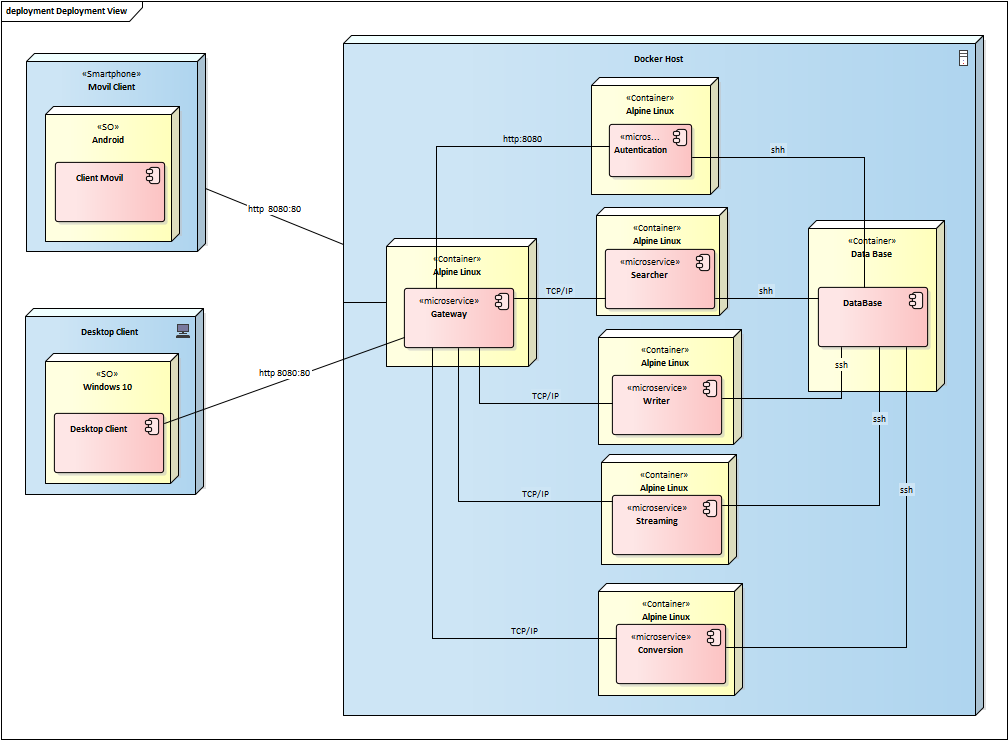 deployment Deployment View
«Smartphone»
Movil Client
«SO»
Android
Client Movil
http 8080:80
Desktop Client
«SO»
Windows 10
Desktop Client
http 8080:80
Docker Host
«Container»
Alpine Linux
«microservice»
Gateway
http:8080
«Container»
Alpine Linux
«micros...
Autentication
shh
«Container»
Alpine Linux
«microservice»
Searcher
TCP/IP
shh
«Container»
Data Base
DataBase
«Container»
Alpine Linux
«microservice»
Writer
TCP/IP
ssh
«Container»
Alpine Linux
«microservice»
Streaming
TCP/IP
ssh
«Container»
Alpine Linux
«microservice»
Conversion
TCP/IP
ssh